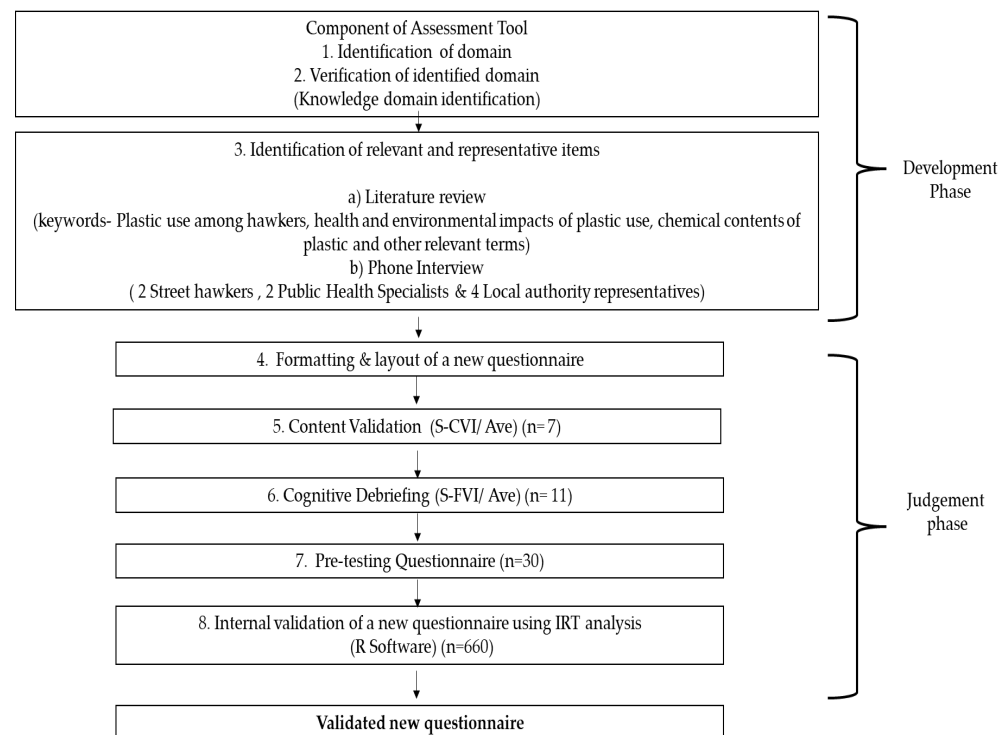 Component of Assessment Tool
1. Identification of domain
2. Verification of identified domain
(Knowledge domain identification)
3. Identification of relevant and representative items
a) Literature review
(keywords- Plastic use among hawkers, health and environmental impacts of plastic use, chemical contents of
plastic and other relevant terms)
b) Phone Interview
( 2 Street hawkers , 2 Public Health Specialists & 4 Local authority representatives)
Development
Phase
4. Formatting & layout of a new questionnaire
5. Content Validation (S-CVI/ Ave) (n= 7)
6. Cognitive Debriefing (S-FVI/ Ave) (n= 11)
7. Pre-testing Questionnaire (n=30)
8. Internal validation of a new questionnaire using IRT analysis
(R Software) (n=660)
Judgement
phase
Validated new questionnaire